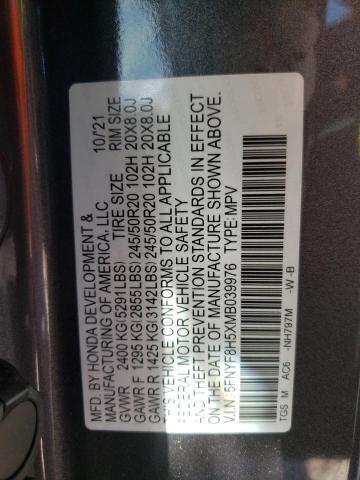 MFD. BY HONDA DEVELOPMENT & 10/21
MANUFACTURING OF AMERICA, LLC
GVWR 2400 KG(5291LBS) TIRE SIZE RIM SIZE
GAWR F 1295 KG(2855LBS) 245/50R20 102H 20X8.0J
GAWR R 1425 KG(3142LBS) 245/50R20 102H 20X8.0J
THIS VEHICLE CONFORMS TO ALL APPLICABLE
FEDERAL MOTOR VEHICLE SAFETY
AND THEFT PREVENTION STANDARDS IN EFFECT
ON THE DATE OF MANUFACTURE SHOWN ABOVE.
V.I.N.: 5FNYF8H5XMB039976 TYPE: MPV
TGS M AC6 -NH797M -W -B